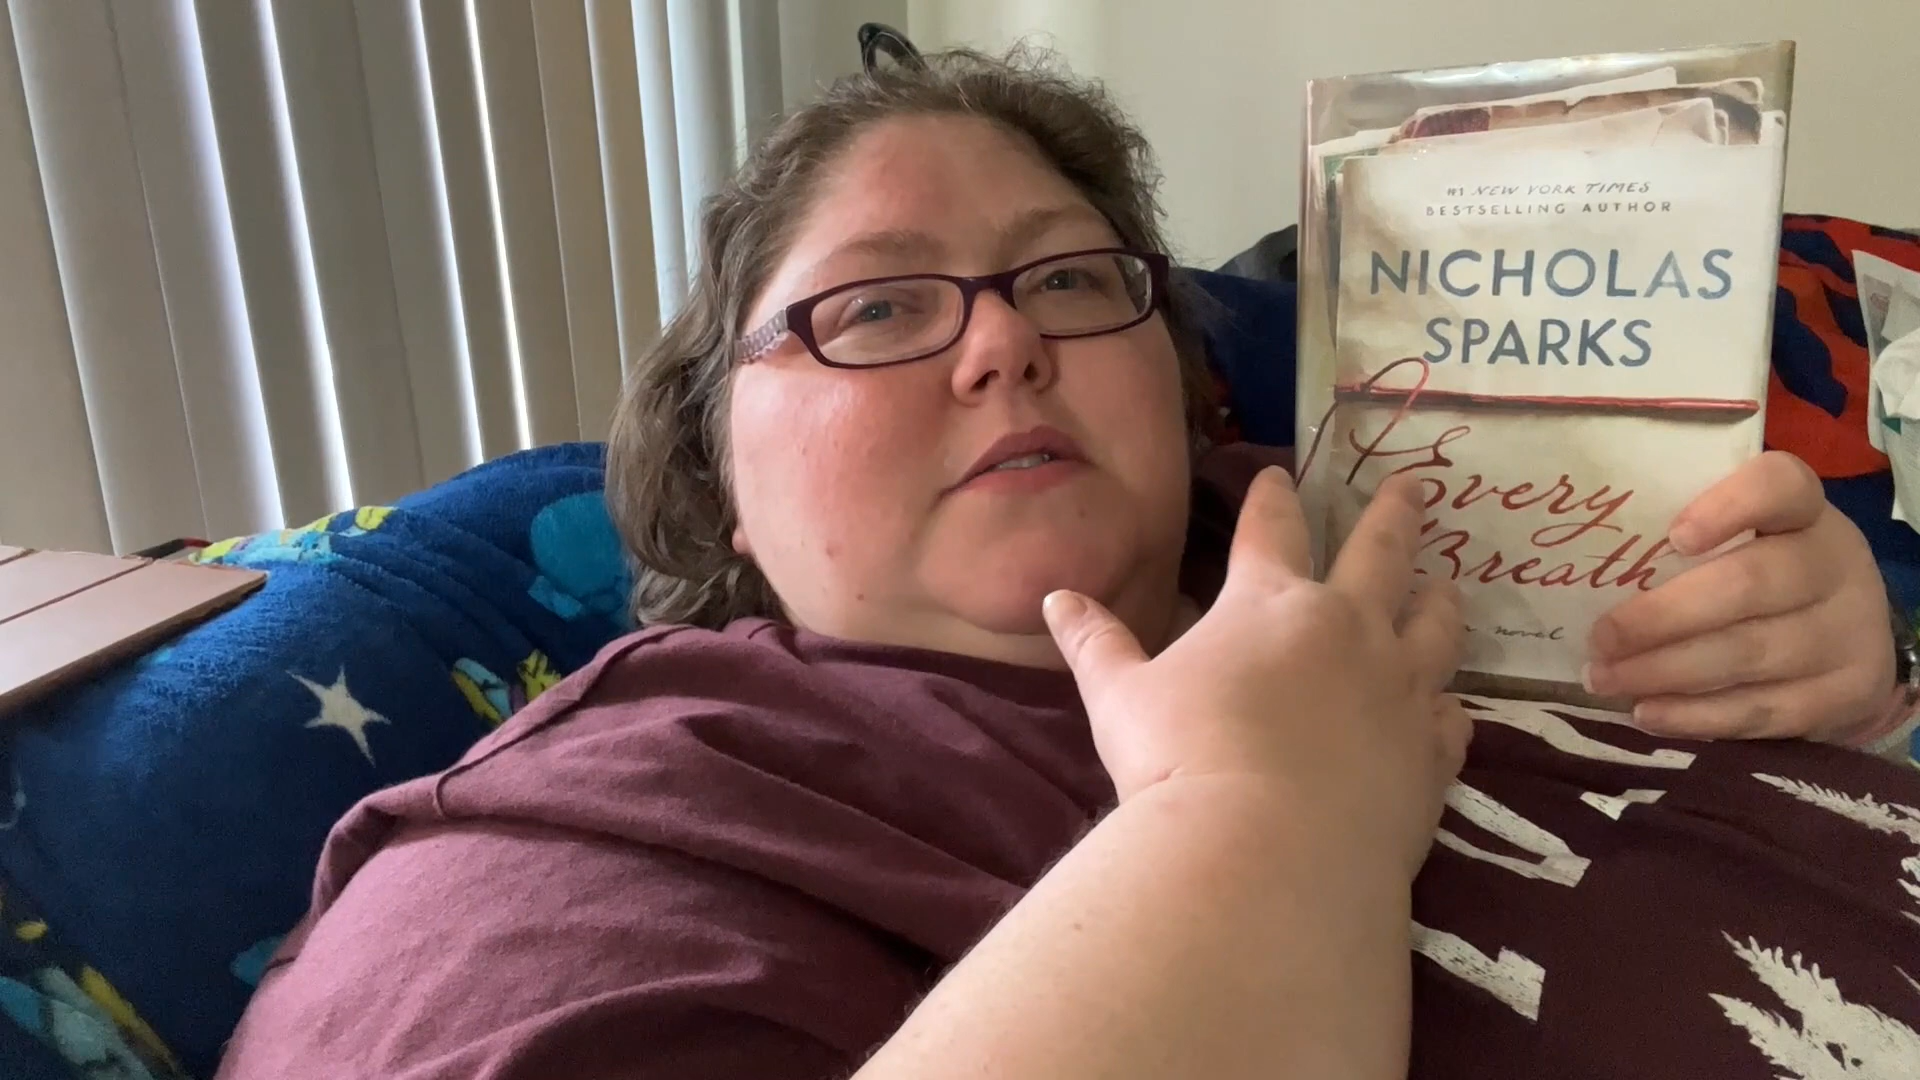 #1 NEW YORK TIMES
BESTSELLING AUTHOR
NICHOLAS
SPARKS
Every
Breath
a novel